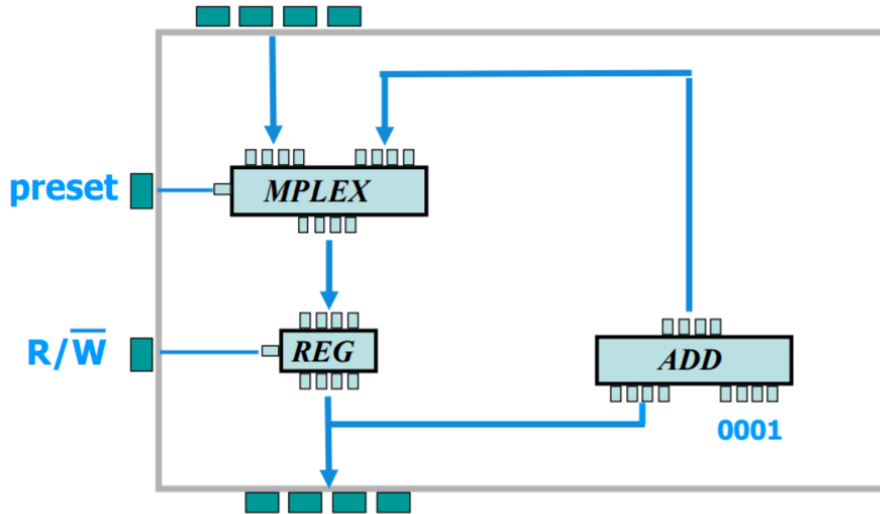 preset
MPLEX
R/W̅
REG
ADD
0001